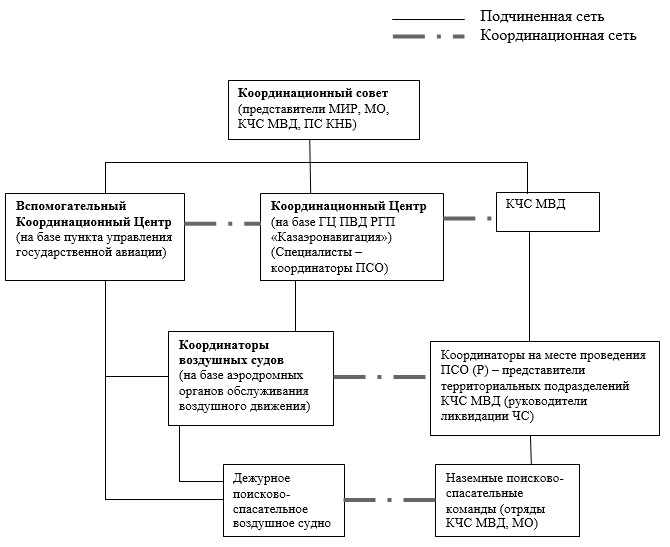 Подчиненная сеть
Координационная сеть
Координационный совет
(представители МИР, МО,
КЧС МВД, ПС КНБ)
Вспомогательный
Координационный Центр
(на базе пункта управления
государственной авиации)
Координационный Центр
(на базе ГЦ ПВД РГП
«Казаэронавигация»)
(Специалисты –
координаторы ПСО)
КЧС МВД
Координаторы
воздушных судов
(на базе аэродромных
органов обслуживания
воздушного движения)
Координаторы на месте проведения
ПСО (Р) – представители
территориальных подразделений
КЧС МВД (руководители
ликвидации ЧС)
Дежурное
поисково-
спасательное
воздушное судно
Наземные поисково-
спасательные
команды (отряды
КЧС МВД, МО)